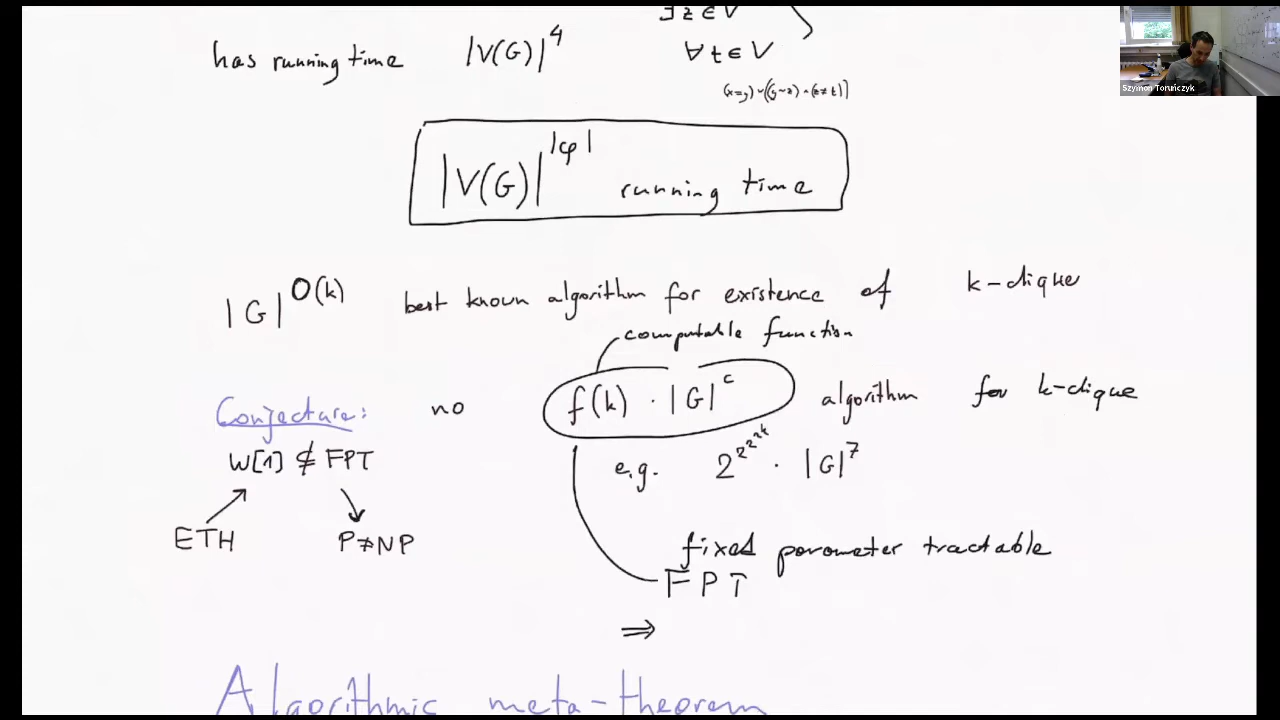 ∃ z ∈ V
has running time |V(G)|^4
∀ t ∈ V
(x=y) ∨ ((y~z) ∧ (z≠t)]
Szymon Toruńczyk
|V(G)|^|φ| running time
|G|^O(k) best known algorithm for existence of k-clique
computable function
Conjecture: no f(k) · |G|^c algorithm for k-clique
W[1] ⊄ FPT
e.g. 2^2^2^2^k · |G|^7
ETH P≠NP
fixed parameter tractable
FPT
⇒
Algorithmic meta-theorem